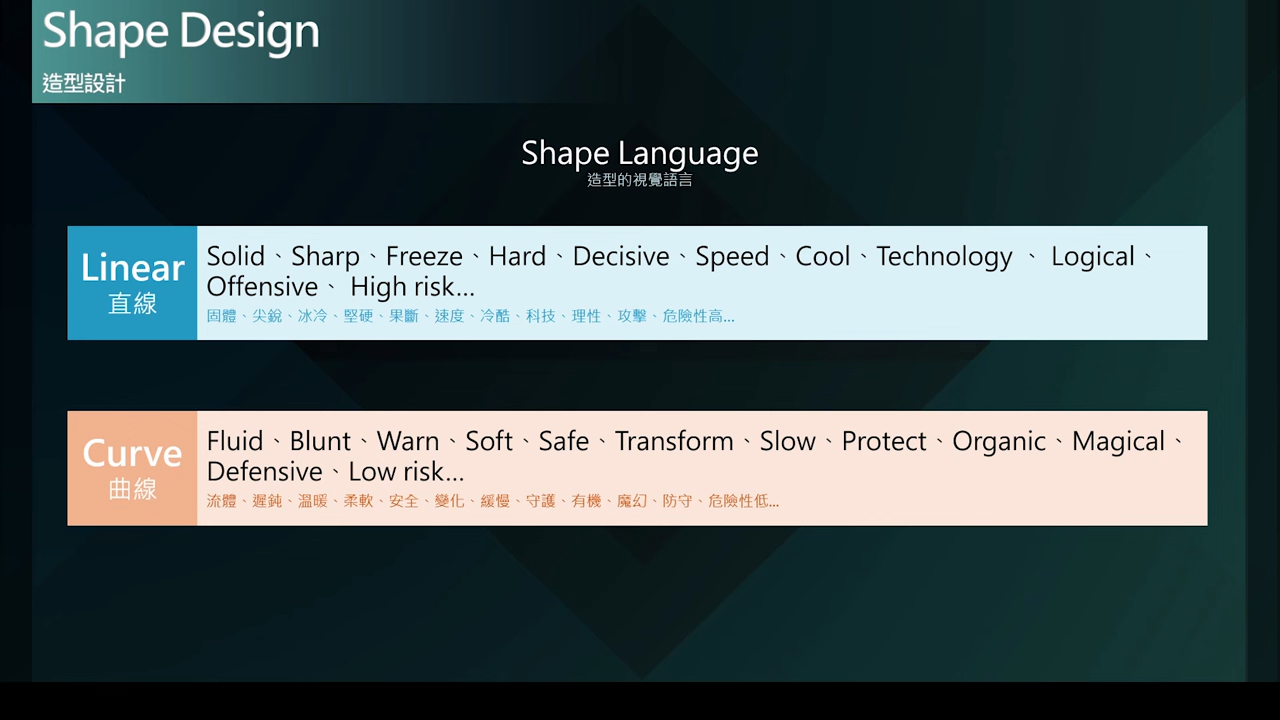 Shape Design
造型設計
Shape Language
造型的視覺語言
Linear
直線
Solid、Sharp、Freeze、Hard、Decisive、Speed、Cool、Technology 、 Logical、
Offensive、 High risk...
固體、尖銳、冰冷、堅硬、果斷、速度、冷酷、科技、理性、攻擊、危險性高...
Curve
曲線
Fluid、Blunt、Warn、Soft、Safe、Transform、Slow、Protect、Organic、Magical、
Defensive、Low risk...
流體、遲鈍、溫暖、柔軟、安全、變化、緩慢、守護、有機、魔幻、防守、危險性低...